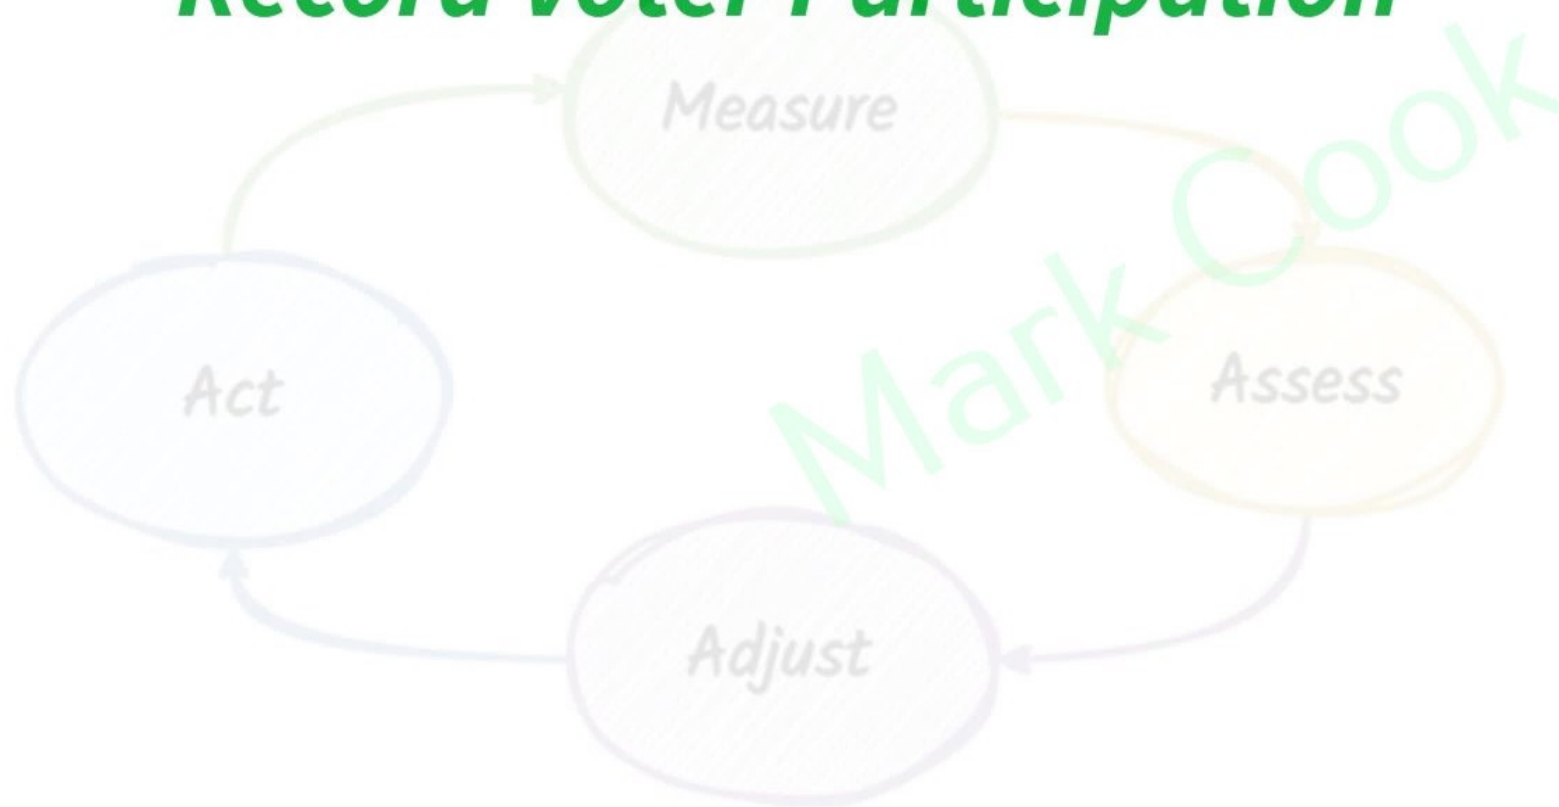 Record Voter Participation
Measure
Mark Cook
Act
Assess
Adjust